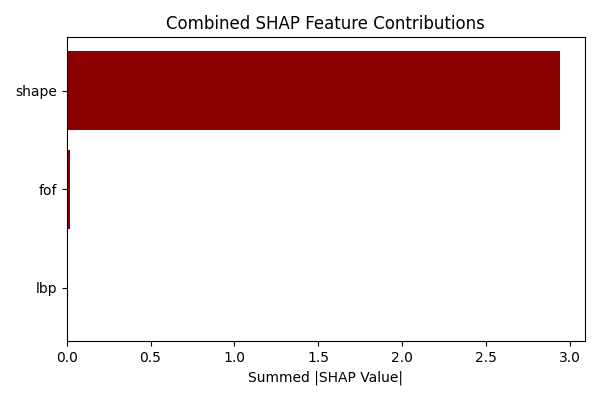 Combined SHAP Feature Contributions
shape
fof
lbp
0.0 0.5 1.0 1.5 2.0 2.5 3.0
Summed |SHAP Value|